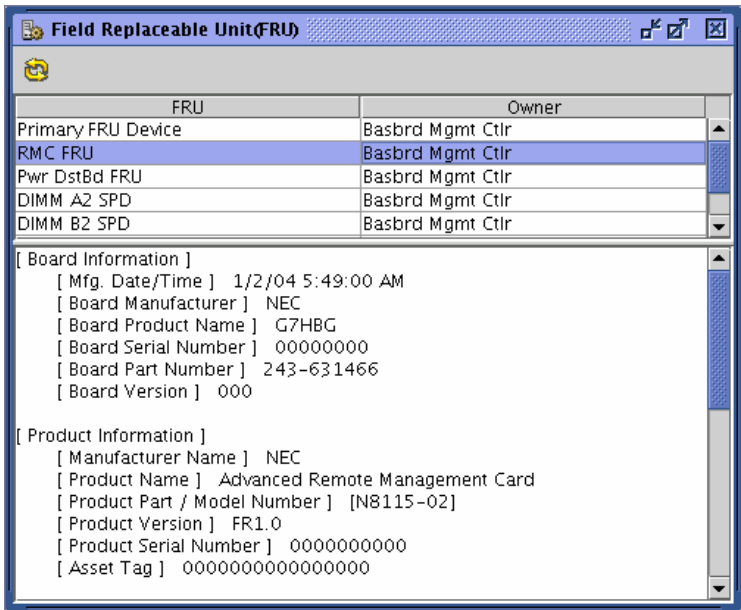 Field Replaceable Unit(FRU)
FRU Owner
Primary FRU Device Basbrd Mgmt Ctlr
RMC FRU Basbrd Mgmt Ctlr
Pwr DstBd FRU Basbrd Mgmt Ctlr
DIMM A2 SPD Basbrd Mgmt Ctlr
DIMM B2 SPD Basbrd Mgmt Ctlr
[ Board Information ]
[ Mfg. Date/Time ] 1/2/04 5:49:00 AM
[ Board Manufacturer ] NEC
[ Board Product Name ] G7HBG
[ Board Serial Number ] 00000000
[ Board Part Number ] 243-631466
[ Board Version ] 000
[ Product Information ]
[ Manufacturer Name ] NEC
[ Product Name ] Advanced Remote Management Card
[ Product Part / Model Number ] [N8115-02]
[ Product Version ] FR1.0
[ Product Serial Number ] 0000000000
[ Asset Tag ] 0000000000000000